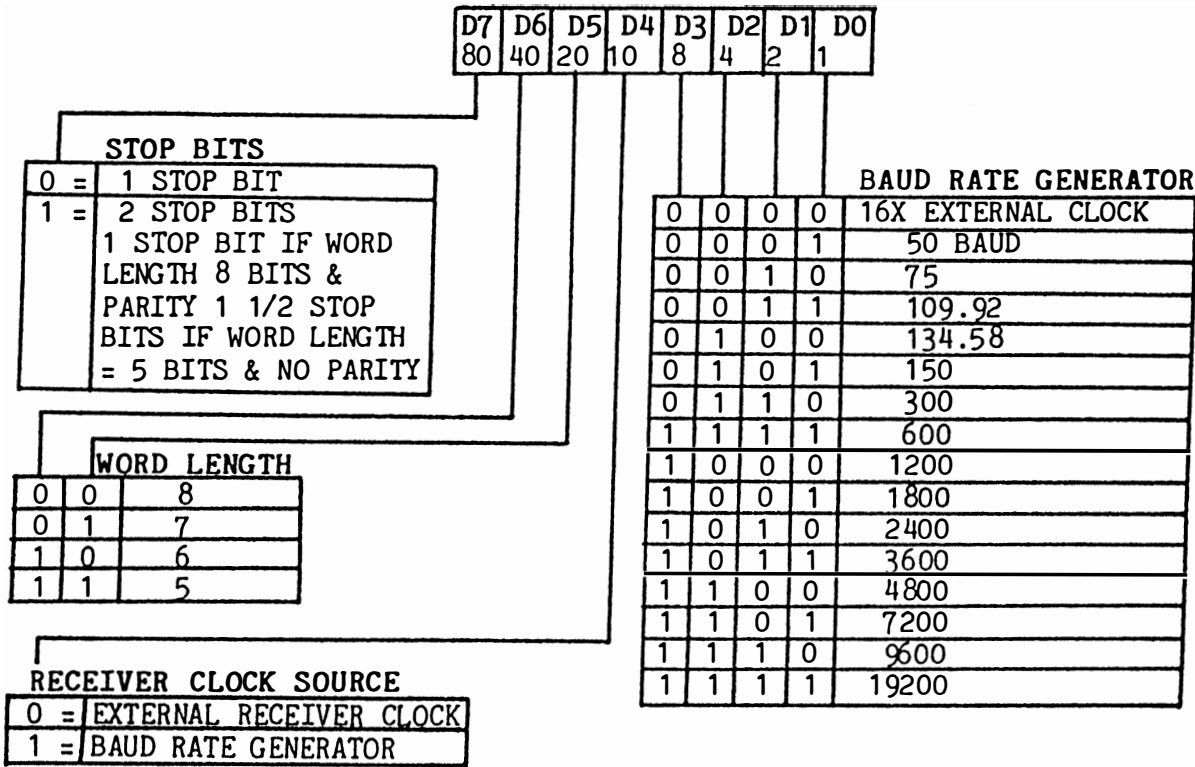 D7 D6 D5 D4 D3 D2 D1 D0
80 40 20 10 8 4 2 1
STOP BITS
0 = 1 STOP BIT
1 = 2 STOP BITS
1 STOP BIT IF WORD
LENGTH 8 BITS &
PARITY 1 1/2 STOP
BITS IF WORD LENGTH
= 5 BITS & NO PARITY
WORD LENGTH
0 0 8
0 1 7
1 0 6
1 1 5
RECEIVER CLOCK SOURCE
0 = EXTERNAL RECEIVER CLOCK
1 = BAUD RATE GENERATOR
BAUD RATE GENERATOR
0 0 0 0 16X EXTERNAL CLOCK
0 0 0 1 50 BAUD
0 0 1 0 75
0 0 1 1 109.92
0 1 0 0 134.58
0 1 0 1 150
0 1 1 0 300
1 1 1 1 600
1 0 0 0 1200
1 0 0 1 1800
1 0 1 0 2400
1 0 1 1 3600
1 1 0 0 4800
1 1 0 1 7200
1 1 1 0 9600
1 1 1 1 19200